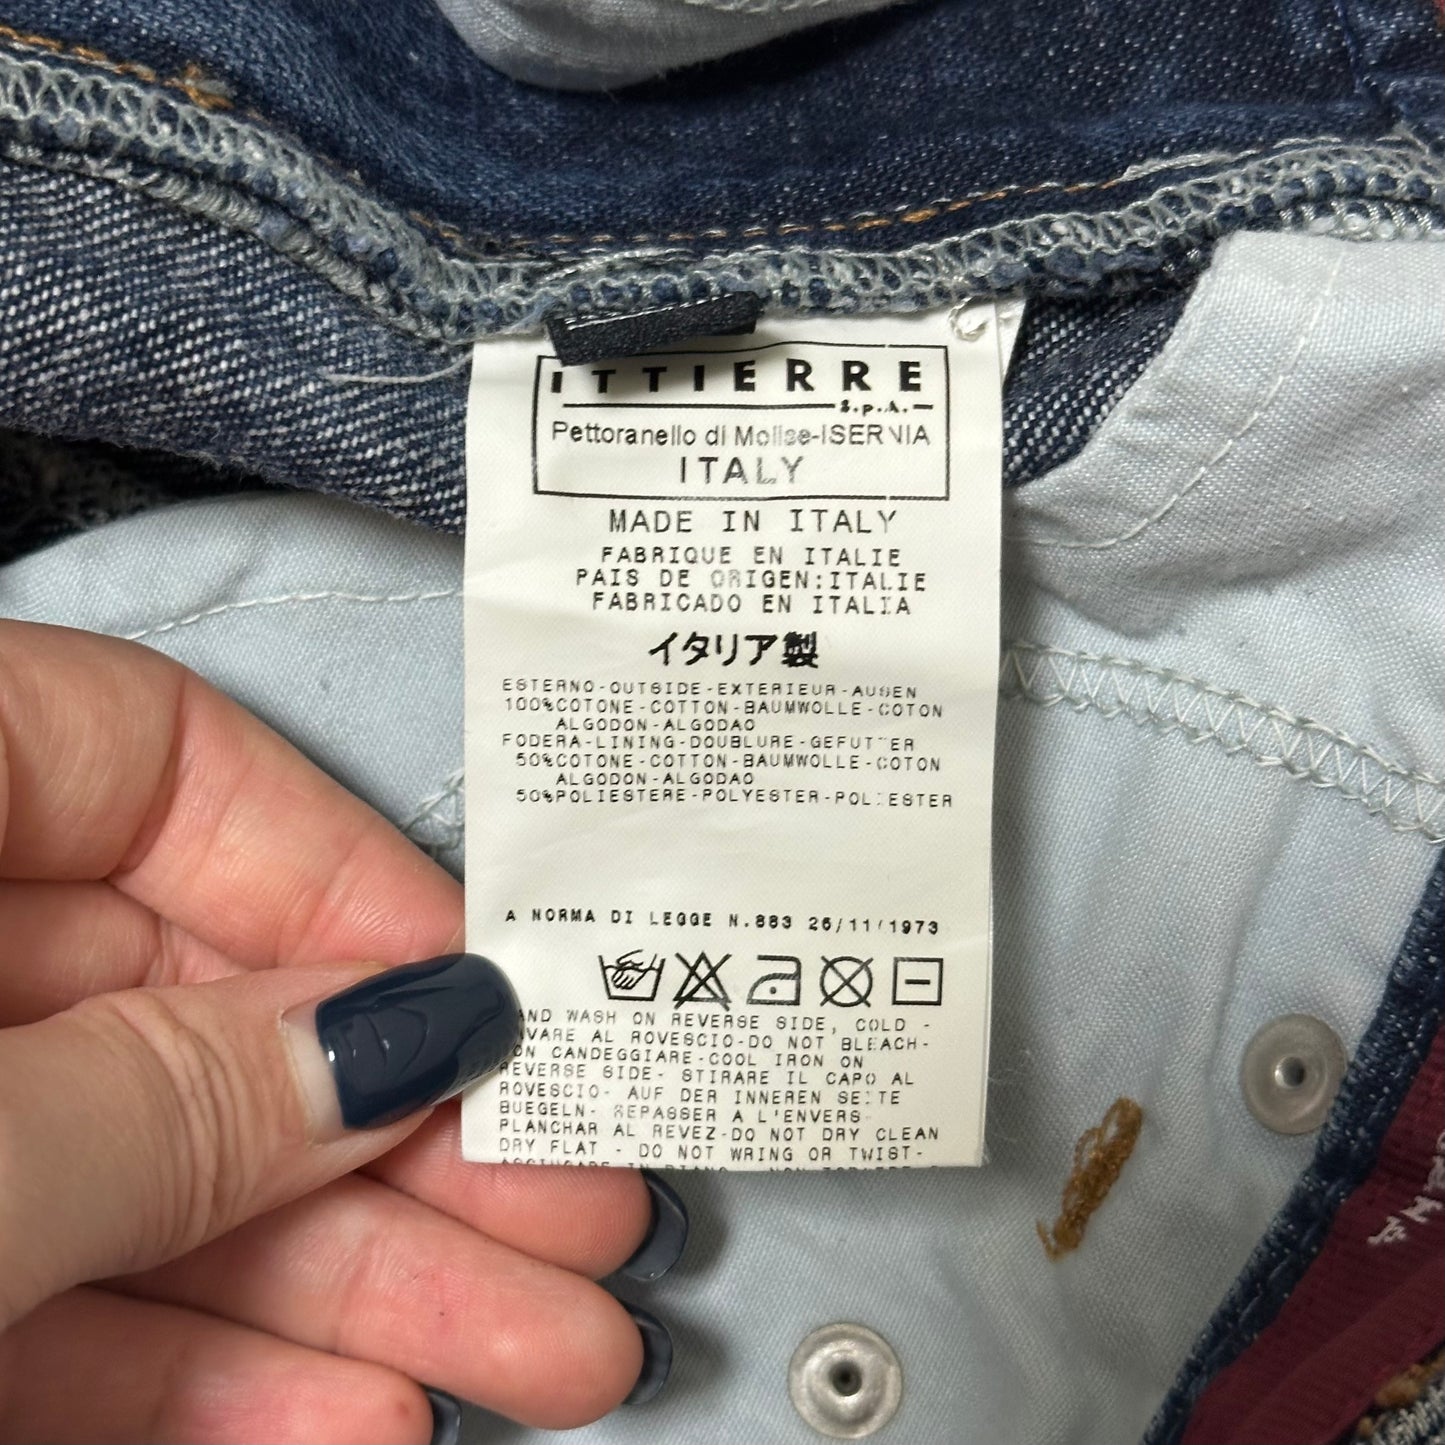 ITTIERRE
S.p.A.
Pettoranello di Molise-ISERNIA
ITALY
MADE IN ITALY
FABRIQUE EN ITALIE
PAIS DE ORIGEN:ITALIE
FABRICADO EN ITALIA
イタリア製
ESTERNO-OUTSIDE-EXTERIEUR-AUSEN
100%COTONE-COTTON-BAUMWOLLE-COTON
ALGODON-ALGODAO
FODERA-LINING-DOUBLURE-GEFUTTER
50%COTONE-COTTON-BAUMWOLLE-COTON
ALGODON-ALGODAO
50%POLIESTERE-POLYESTER-POLIESTER
A NORMA DI LEGGE N.883 26/11/1973
AND WASH ON REVERSE SIDE, COLD -
VARE AL ROVESCIO-DO NOT BLEACH-
ON CANDEGGIARE-COOL IRON ON
REVERSE SIDE- STIRARE IL CAPO AL
ROVESCIO- AUF DER INNEREN SEITE
BUEGELN- REPASSER A L'ENVERS-
PLANCHAR AL REVEZ-DO NOT DRY CLEAN
DRY FLAT - DO NOT WRING OR TWIST-